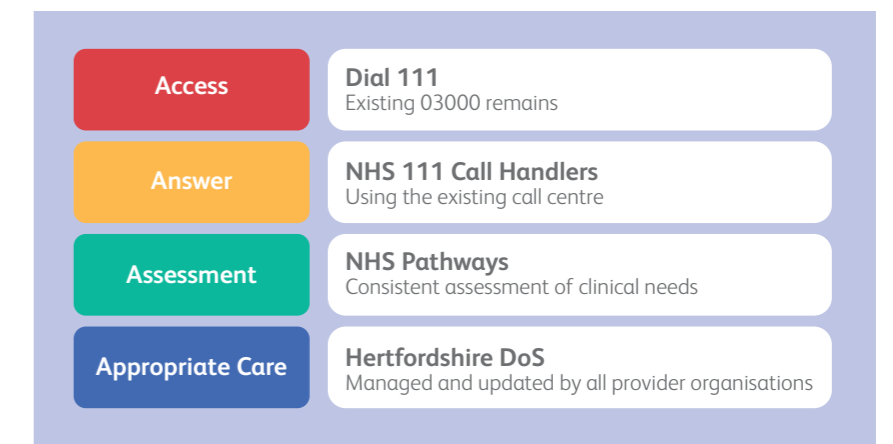 Access
Dial 111
Existing 03000 remains
Answer
NHS 111 Call Handlers
Using the existing call centre
Assessment
NHS Pathways
Consistent assessment of clinical needs
Appropriate Care
Hertfordshire DoS
Managed and updated by all provider organisations